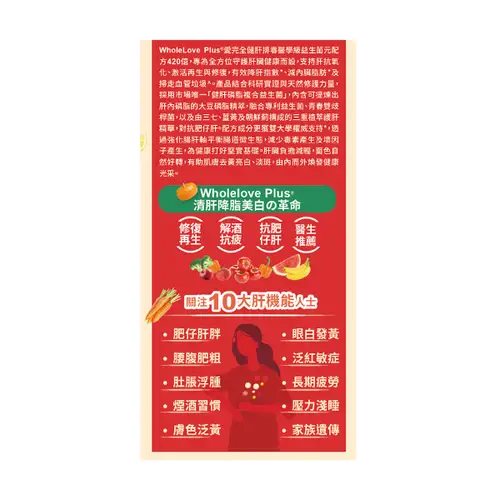 WholeLove Plus®愛完全健肝排毒醫學級益生菌元配
方420億，專為全方位守護肝臟健康而設，支持肝抗氧
化、激活再生與修復，有效降肝指數*、減內臟脂肪*及
掃走血管垃圾^。產品結合科研實證與天然修護力量，
採用市場唯一「健肝磷脂複合益生菌」，內含可提煉出
肝內磷脂的大豆磷脂精萃，融合專利益生菌、青春雙歧
桿菌，以及由三七、薑黃及朝鮮薊構成的三重植萃護肝
精華，對抗肥仔肝。配方成分更獲雙大學權威支持*，透
過強化腸肝軸平衡腸道微生態，減少毒素產生及壞因
子產生，為健康打好堅實基礎。肝臟負擔減輕，面色自
然好轉，有助肌膚去黃亮白、淡斑，由內而外煥發健康
光采。
Wholelove Plus®
清肝降脂美白の革命
修復
再生
解酒
抗疲
抗肥
仔肝
醫生
推薦
關注10大肝機能人士
• 肥仔肝胖
• 眼白發黃
• 腰腹肥粗
• 泛紅敏症
• 肚脹浮腫
• 長期疲勞
• 煙酒習慣
• 壓力淺睡
• 膚色泛黃
• 家族遺傳